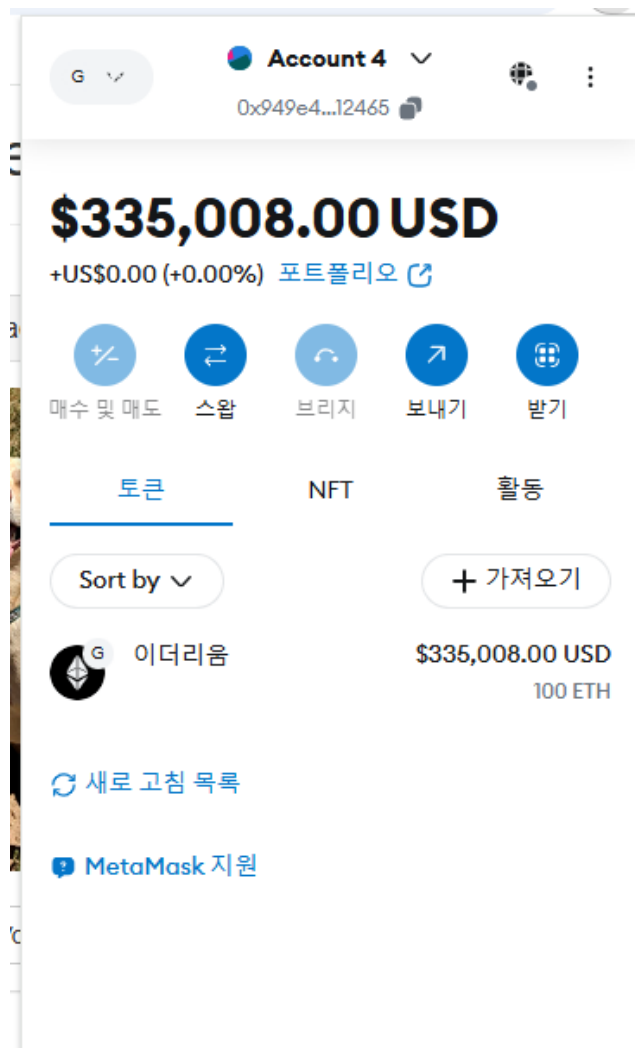 G
Account 4
0x949e4...12465
$335,008.00 USD
+US$0.00 (+0.00%) 포트폴리오
매수 및 매도 스왑 브리지 보내기 받기
토큰 NFT 활동
Sort by + 가져오기
G 이더리움 $335,008.00 USD
100 ETH
새로 고침 목록
MetaMask 지원